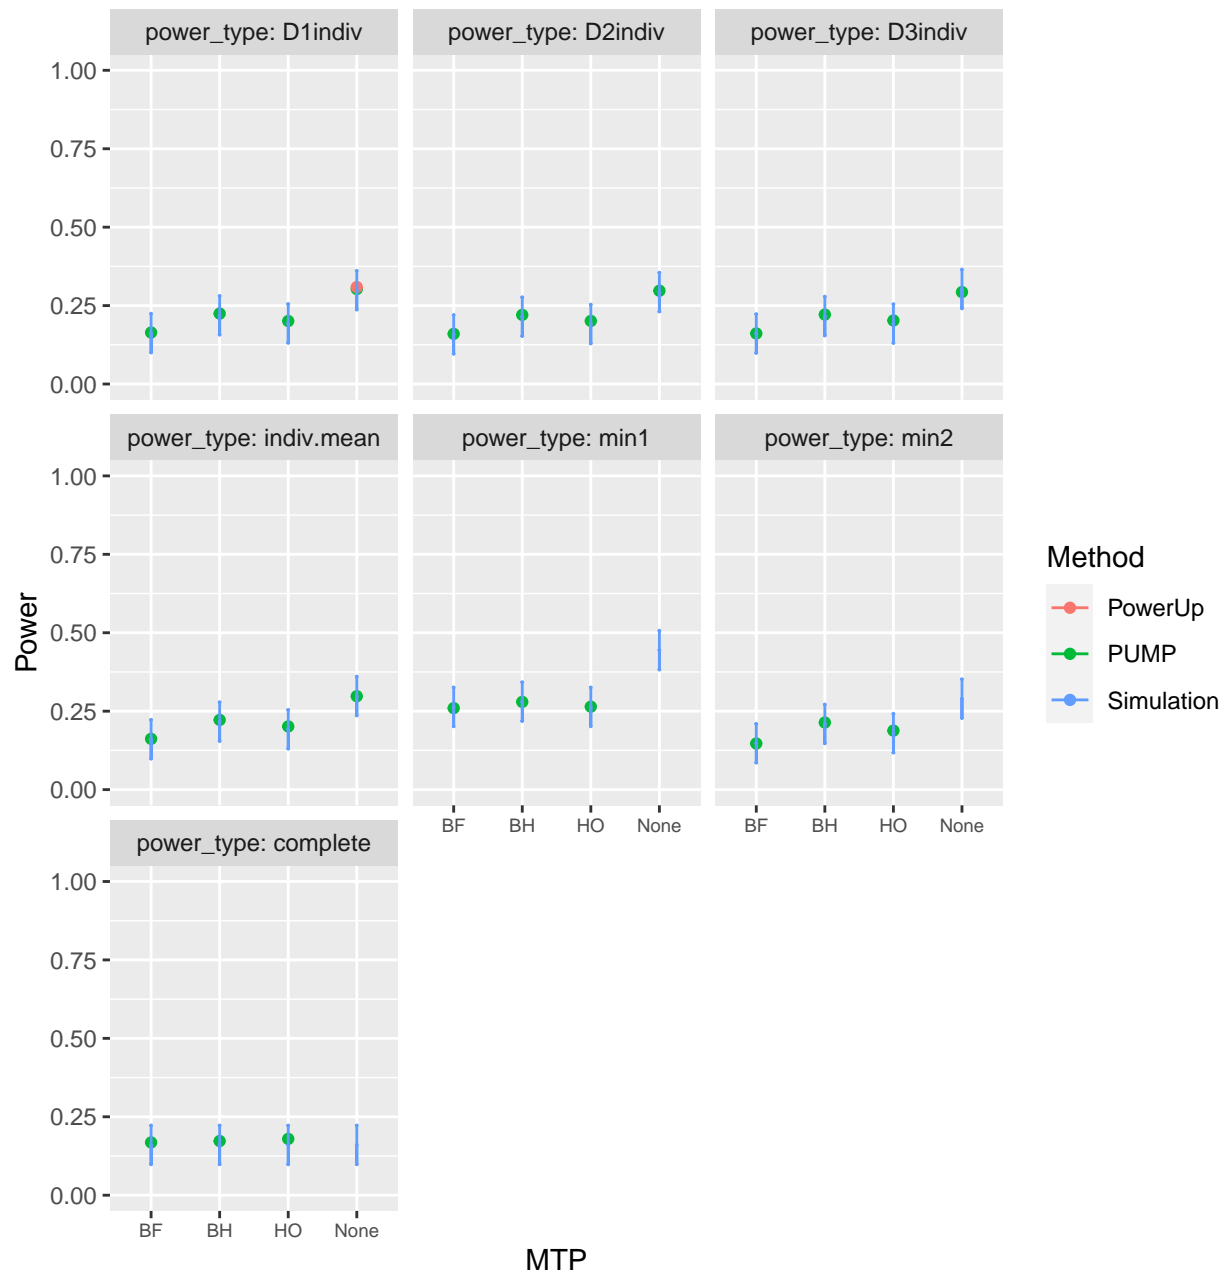 power_type: D1indiv
power_type: D2indiv
power_type: D3indiv
1.00
0.75
0.50
0.25
0.00
power_type: indiv.mean
power_type: min1
power_type: min2
1.00
0.75
0.50
0.25
0.00
BF BH HO None
BF BH HO None
power_type: complete
1.00
0.75
0.50
0.25
0.00
BF BH HO None
Power
MTP
Method
PowerUp
PUMP
Simulation